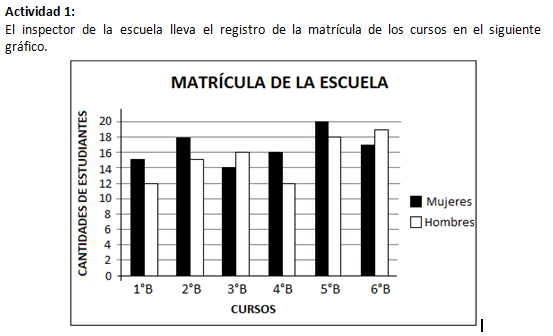 Actividad 1:
El inspector de la escuela lleva el registro de la matrícula de los cursos en el siguiente
gráfico.
MATRÍCULA DE LA ESCUELA
CANTIDADES DE ESTUDIANTES
20
18
16
14
12
10
8
6
4
2
0
1°B 2°B 3°B 4°B 5°B 6°B
CURSOS
Mujeres
Hombres